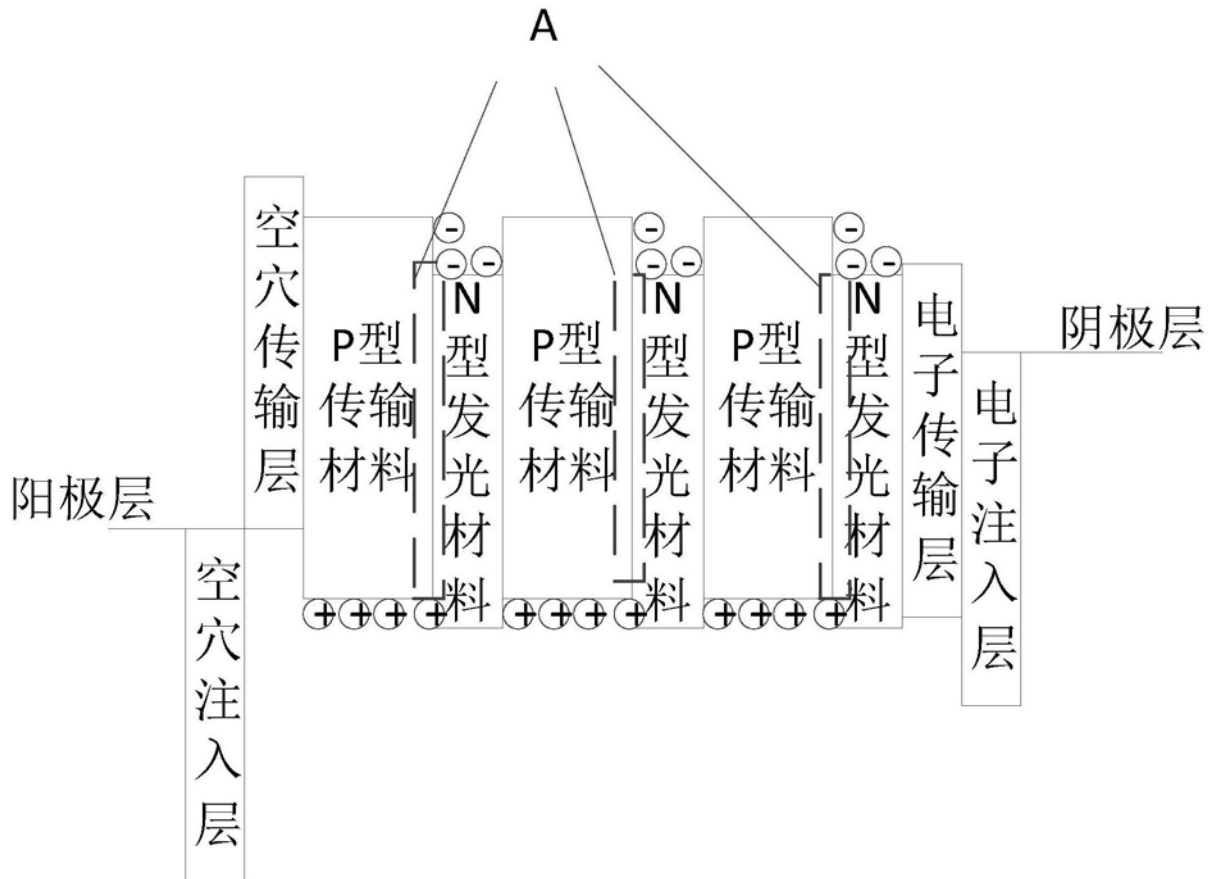 A
阳极层
空穴注入层
空穴传输层
P型
传输
材料
N型发光材料
P型
传输
材料
N型发光材料
P型
传输
材料
N型发光材料
电子传输层
电子注入层
阴极层